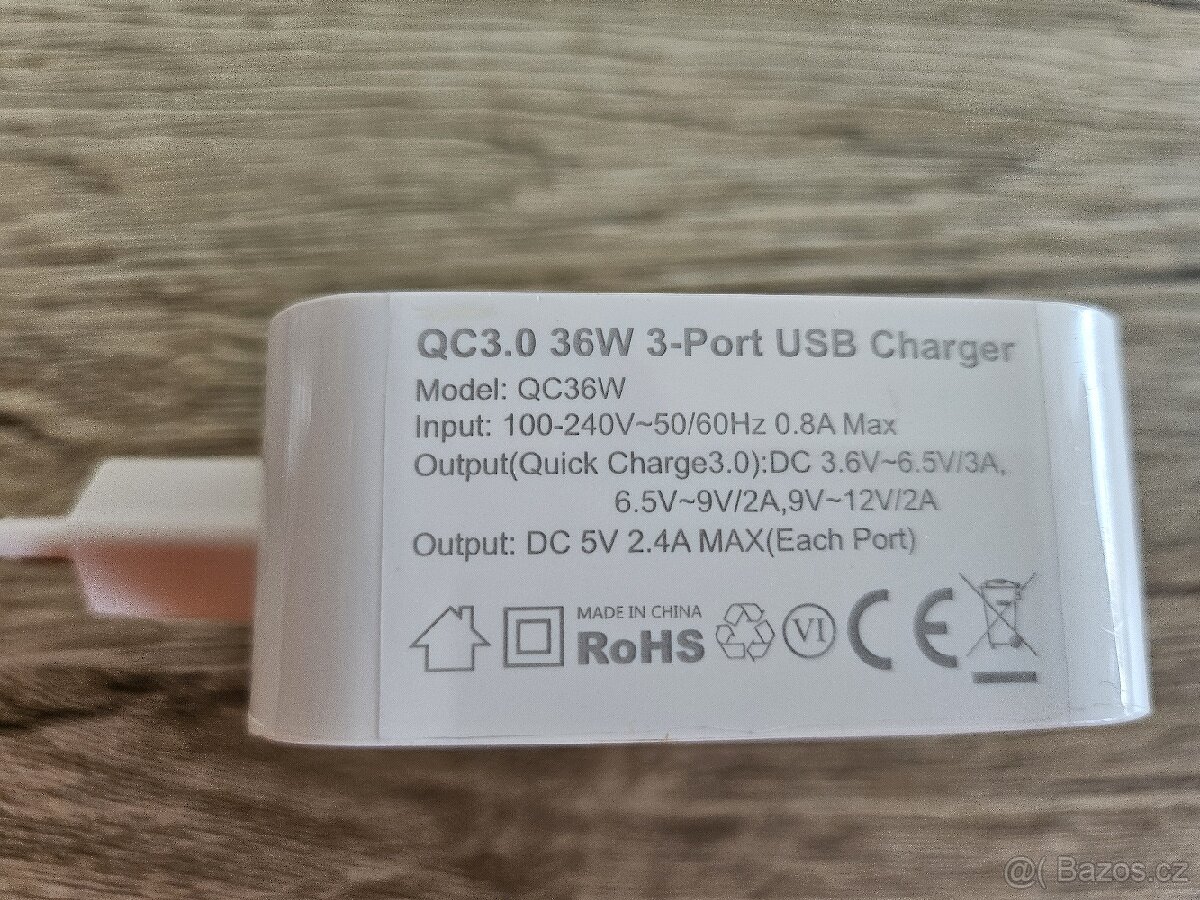 QC3.0 36W 3-Port USB Charger
Model: QC36W
Input: 100-240V~50/60Hz 0.8A Max
Output(Quick Charge3.0):DC 3.6V~6.5V/3A,
6.5V~9V/2A,9V~12V/2A
Output: DC 5V 2.4A MAX(Each Port)
MADE IN CHINA
RoHS
VI
CE
@( Bazos.cz